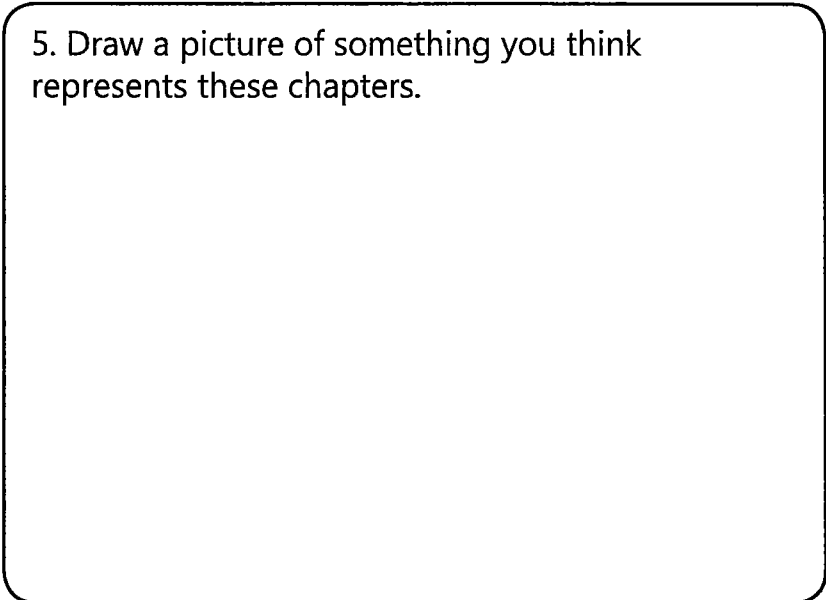 5. Draw a picture of something you think
represents these chapters.